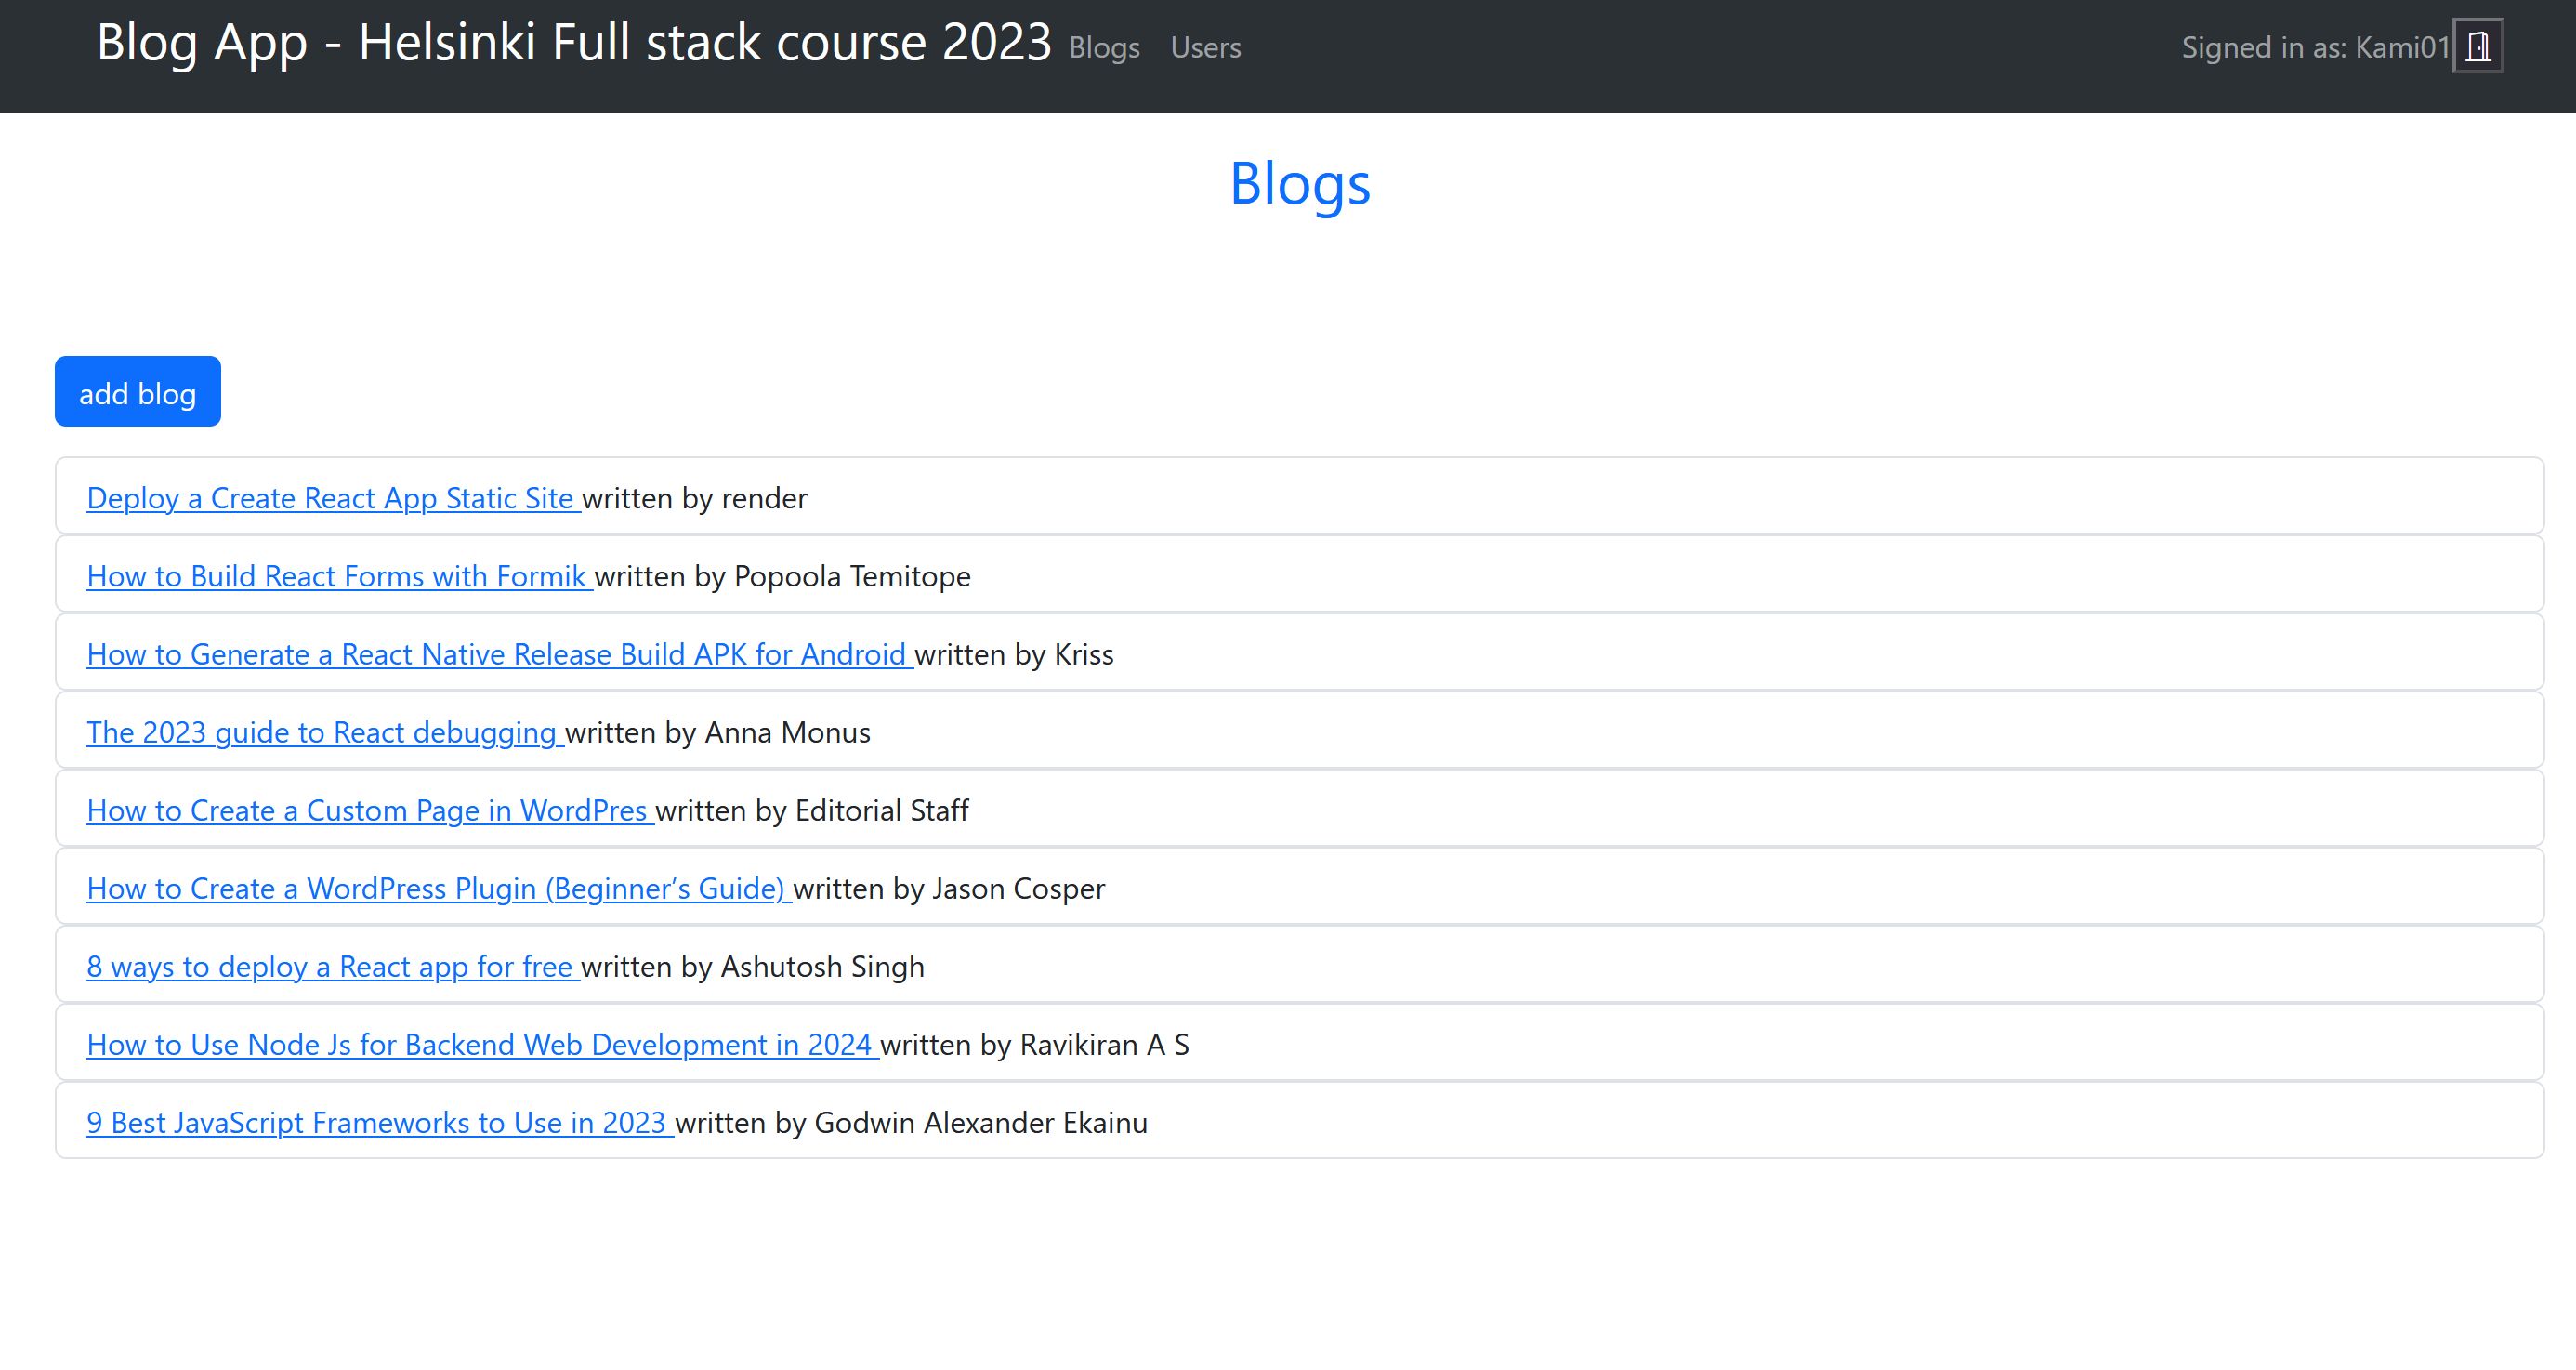 Blog App - Helsinki Full stack course 2023 Blogs Users Signed in as: Kami01
Blogs
add blog
Deploy a Create React App Static Site written by render
How to Build React Forms with Formik written by Popoola Temitope
How to Generate a React Native Release Build APK for Android written by Kriss
The 2023 guide to React debugging written by Anna Monus
How to Create a Custom Page in WordPres written by Editorial Staff
How to Create a WordPress Plugin (Beginner’s Guide) written by Jason Cosper
8 ways to deploy a React app for free written by Ashutosh Singh
How to Use Node Js for Backend Web Development in 2024 written by Ravikiran A S
9 Best JavaScript Frameworks to Use in 2023 written by Godwin Alexander Ekainu